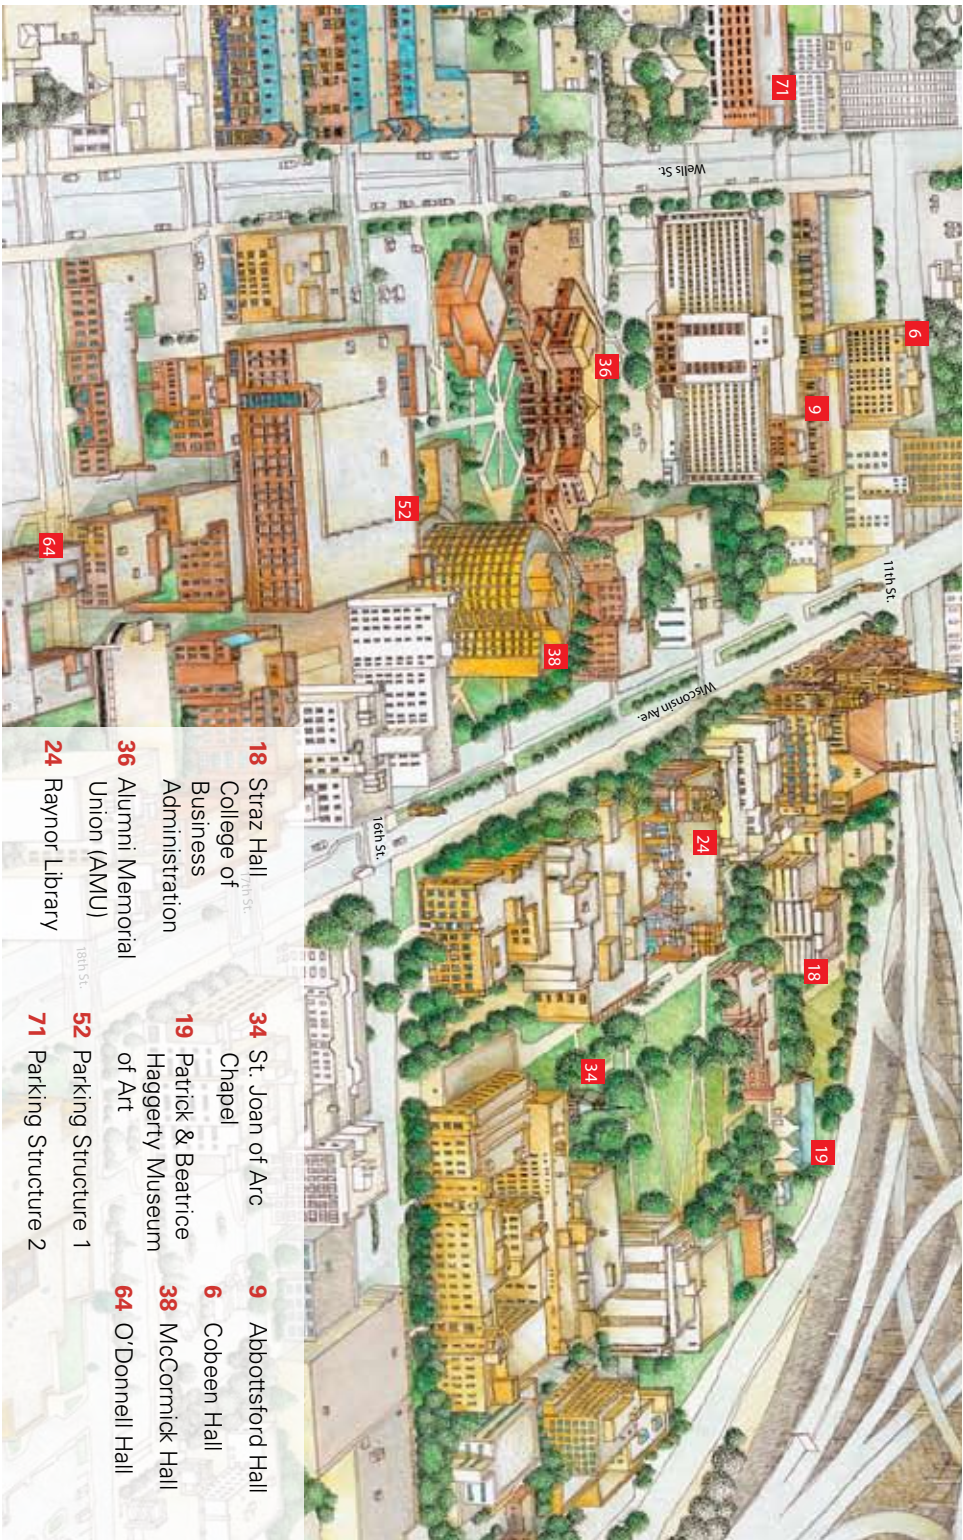 71
Wells St.
6
36
9
52
11th St.
64
38
Wisconsin Ave.
16th St.
24
18
34
19
17th St.
18th St.
18 Straz Hall
College of
Business
Administration
36 Alumni Memorial
Union (AMU)
24 Raynor Library
34 St. Joan of Arc
Chapel
19 Patrick & Beatrice
Haggerty Museum
of Art
52 Parking Structure 1
71 Parking Structure 2
9 Abbottsford Hall
6 Cobeen Hall
38 McCormick Hall
64 O'Donnell Hall